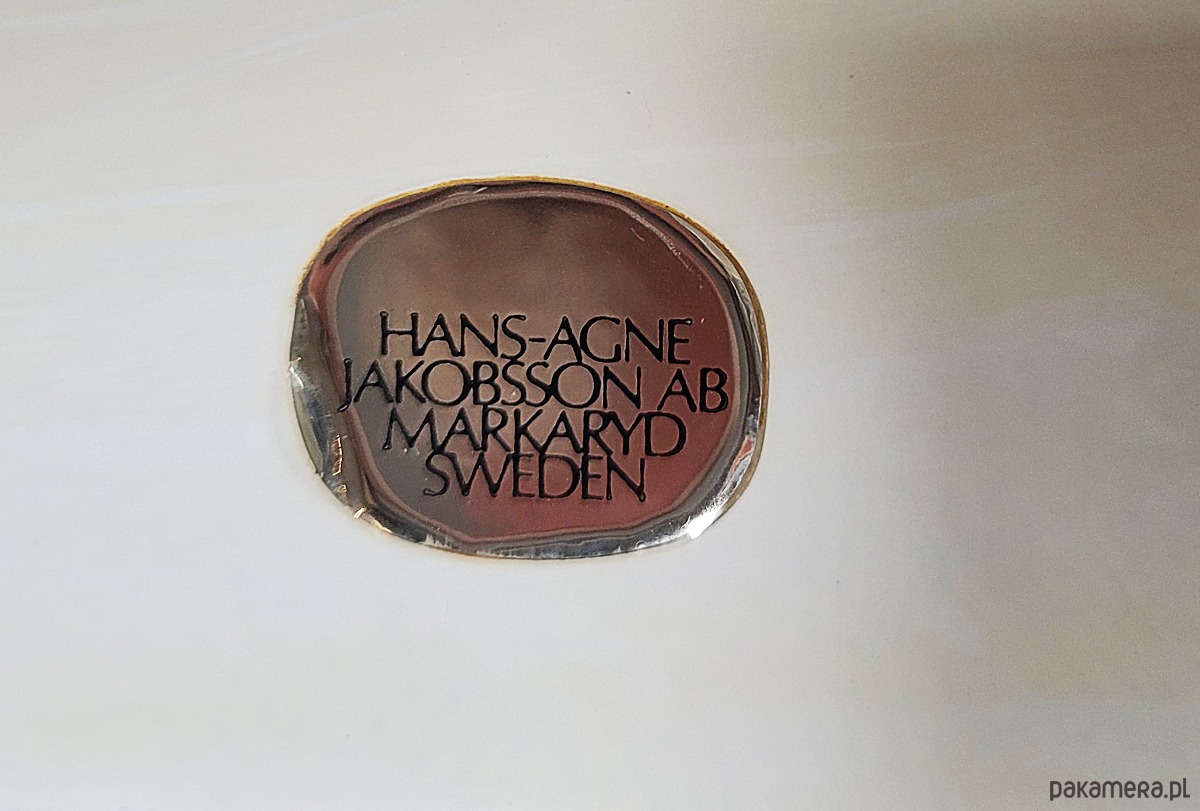 HANS-AGNE
JAKOBSSON AB
MARKARYD
SWEDEN
pakamera.pl